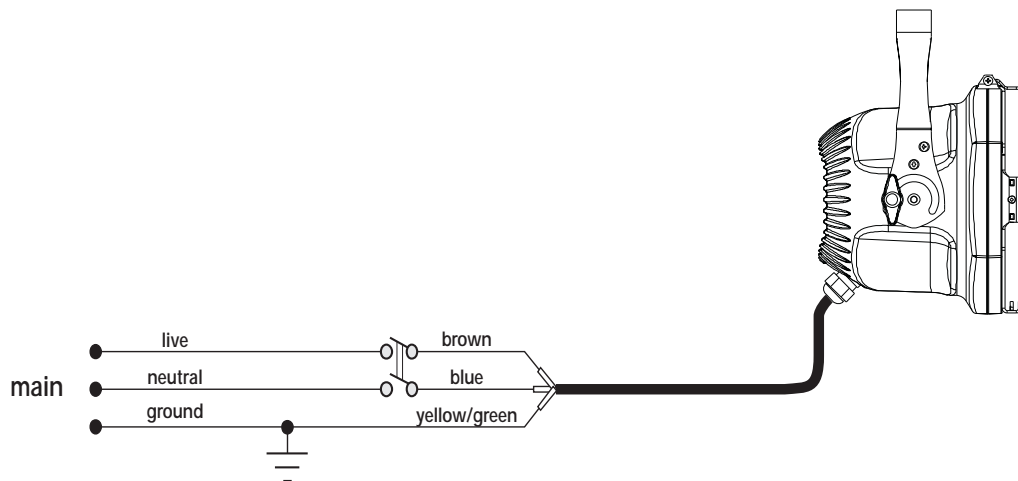 live
brown
main
neutral
blue
ground
yellow/green